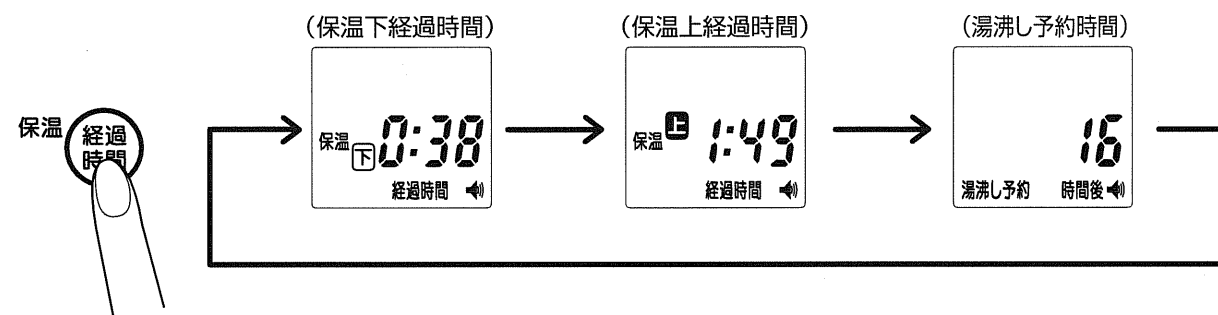 (保温下経過時間)
(保温上経過時間)
(湯沸し予約時間)
保温
経過
時間
保温 下 0:38
経過時間
保温 上 1:49
経過時間
16
湯沸し予約 時間後